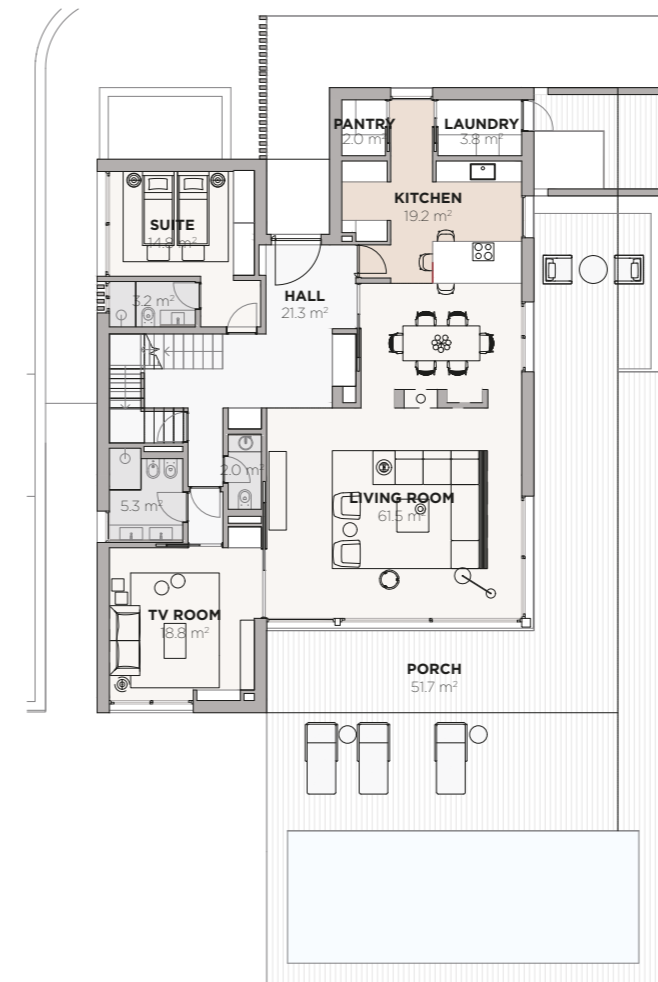 PANTRY
2.0 m²
LAUNDRY
3.8 m²
KITCHEN
19.2 m²
SUITE
14.8 m²
3.2 m²
HALL
21.3 m²
2.0 m²
5.3 m²
LIVING ROOM
61.5 m²
TV ROOM
18.8 m²
PORCH
51.7 m²